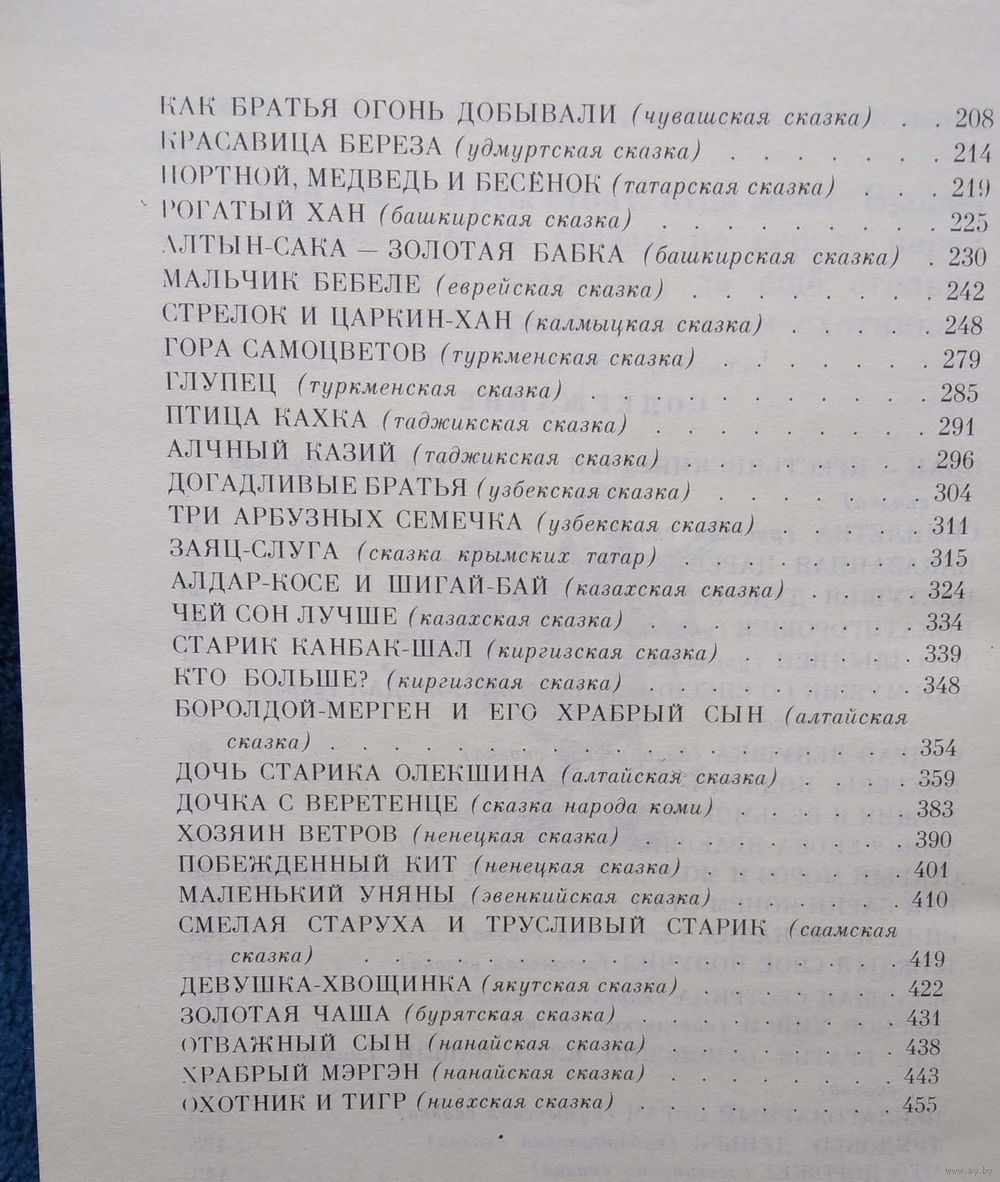 КАК БРАТЬЯ ОГОНЬ ДОБЫВАЛИ (чувашская сказка) . . 208
КРАСАВИЦА БЕРЕЗА (удмуртская сказка) . . . . . . . 214
ПОРТНОЙ, МЕДВЕДЬ И БЕСЁНОК (татарская сказка) . . . 219
РОГАТЫЙ ХАН (башкирская сказка) . . . . . . . . . 225
АЛТЫН-САКА — ЗОЛОТАЯ БАБКА (башкирская сказка) . 230
МАЛЬЧИК БЕБЕЛЕ (еврейская сказка) . . . . . . . . 242
СТРЕЛОК И ЦАРКИН-ХАН (калмыцкая сказка) . . . . . 248
ГОРА САМОЦВЕТОВ (туркменская сказка) . . . . . . . 279
ГЛУПЕЦ (туркменская сказка) . . . . . . . . . . . 285
ПТИЦА КАХКА (таджикская сказка) . . . . . . . . . 291
АЛЧНЫЙ КАЗИЙ (таджикская сказка) . . . . . . . . 296
ДОГАДЛИВЫЕ БРАТЬЯ (узбекская сказка) . . . . . . . 304
ТРИ АРБУЗНЫХ СЕМЕЧКА (узбекская сказка) . . . . . 311
ЗАЯЦ-СЛУГА (сказка крымских татар) . . . . . . . . 315
АЛДАР-КОСЕ И ШИГАЙ-БАЙ (казахская сказка) . . . . 324
ЧЕЙ СОН ЛУЧШЕ (казахская сказка) . . . . . . . . 334
СТАРИК КАНБАК-ШАЛ (киргизская сказка) . . . . . . 339
КТО БОЛЬШЕ? (киргизская сказка) . . . . . . . . . 348
БОРОЛДОЙ-МЕРГЕН И ЕГО ХРАБРЫЙ СЫН (алтайская
сказка) . . . . . . . . . . . . . . . . . . . 354
ДОЧЬ СТАРИКА ОЛЕКШИНА (алтайская сказка) . . . . 359
ДОЧКА С ВЕРЕТЕНЦЕ (сказка народа коми) . . . . . . 383
ХОЗЯИН ВЕТРОВ (ненецкая сказка) . . . . . . . . . 390
ПОБЕЖДЕННЫЙ КИТ (ненецкая сказка) . . . . . . . 401
МАЛЕНЬКИЙ УНЯНЫ (эвенкийская сказка) . . . . . . 410
СМЕЛАЯ СТАРУХА И ТРУСЛИВЫЙ СТАРИК (саамская
сказка) . . . . . . . . . . . . . . . . . . 419
ДЕВУШКА-ХВОЩИНКА (якутская сказка) . . . . . . . 422
ЗОЛОТАЯ ЧАША (бурятская сказка) . . . . . . . . . 431
ОТВАЖНЫЙ СЫН (нанайская сказка) . . . . . . . . 438
ХРАБРЫЙ МЭРГЭН (нанайская сказка) . . . . . . . 443
ОХОТНИК И ТИГР (нивхская сказка) . . . . . . . . 455
www.ay.by